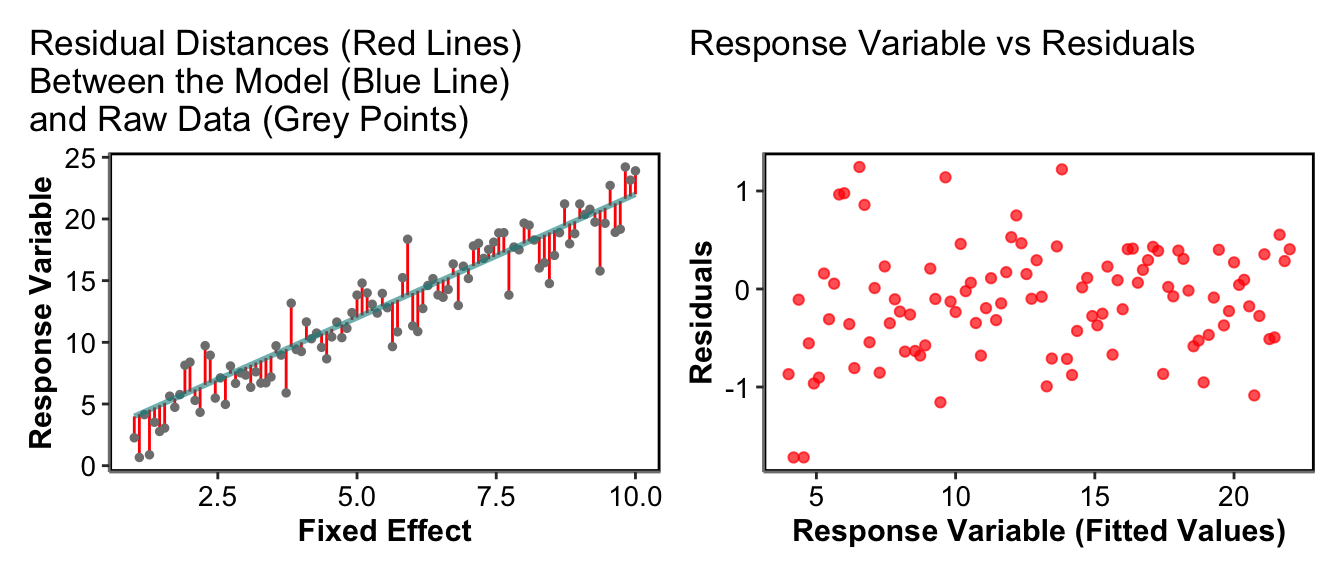 Residual Distances (Red Lines)
Between the Model (Blue Line)
and Raw Data (Grey Points)
25
20
15
10
5
0
Response Variable
2.5 5.0 7.5 10.0
Fixed Effect
Response Variable vs Residuals
1
0
-1
Residuals
5 10 15 20
Response Variable (Fitted Values)